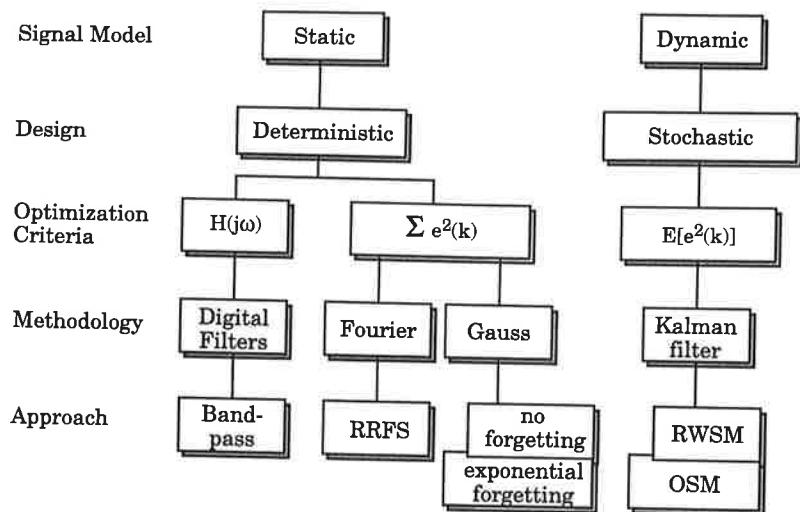 Signal Model
Static
Dynamic
Design
Deterministic
Stochastic
Optimization
Criteria
H(jω)
Σ e²(k)
E[e²(k)]
Methodology
Digital
Filters
Fourier
Gauss
Kalman
filter
Approach
Band-
pass
RRFS
no
forgetting
exponential
forgetting
RWSM
OSM